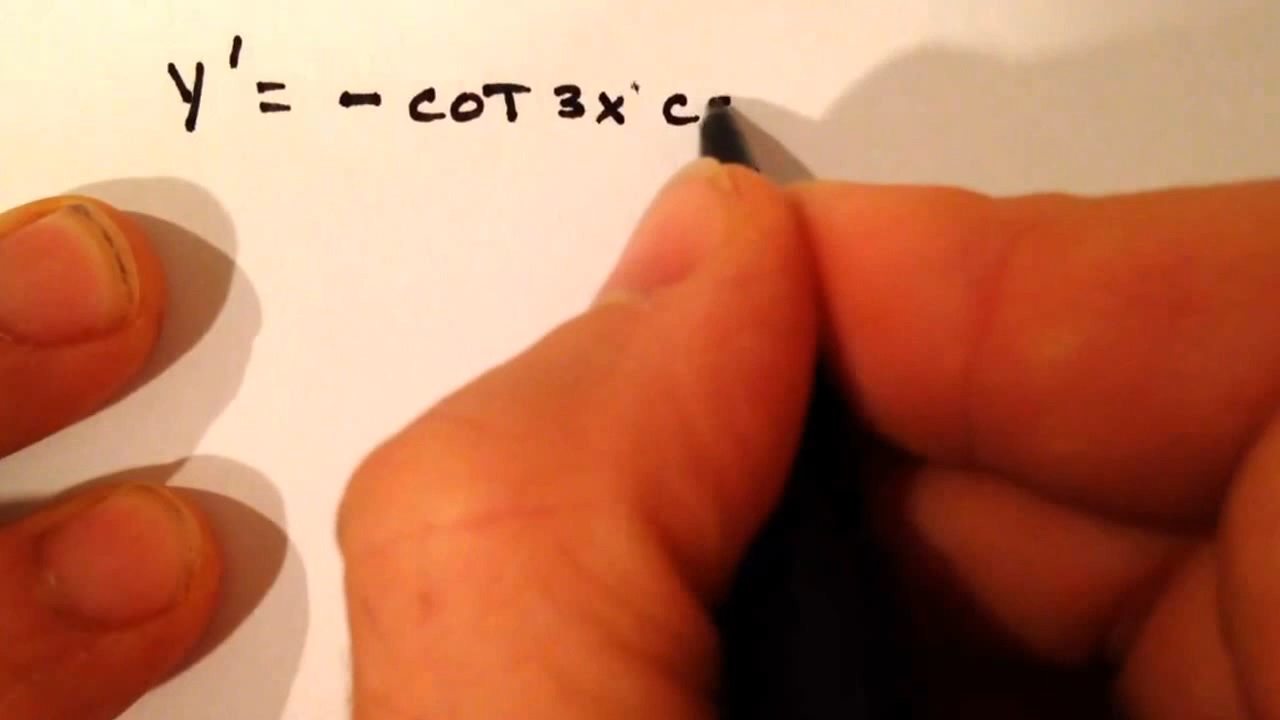 y' = - COT 3x C